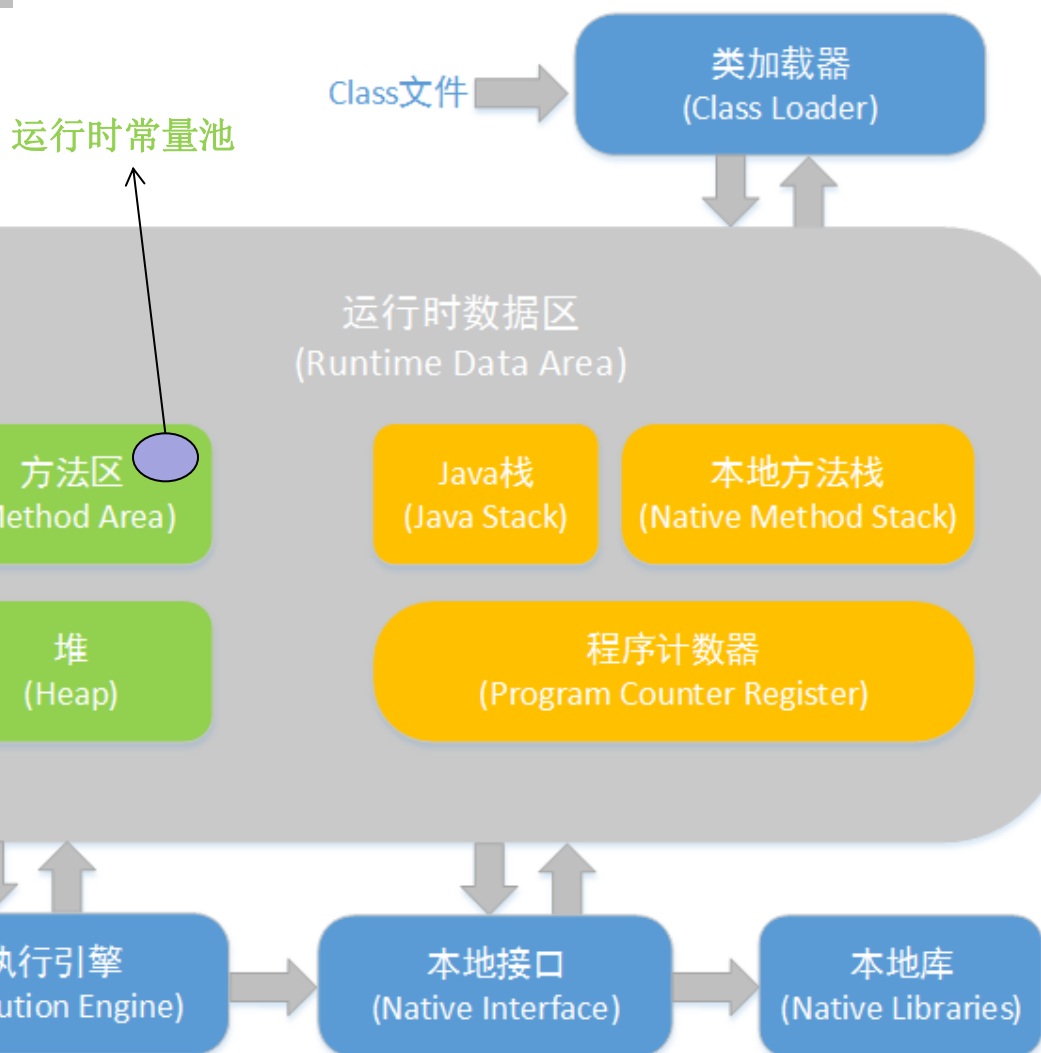 类加载器
(Class Loader)
Class文件
运行时常量池
运行时数据区
(Runtime Data Area)
方法区
ethod Area)
Java栈
(Java Stack)
本地方法栈
(Native Method Stack)
堆
(Heap)
程序计数器
(Program Counter Register)
执行引擎
ution Engine)
本地接口
(Native Interface)
本地库
(Native Libraries)